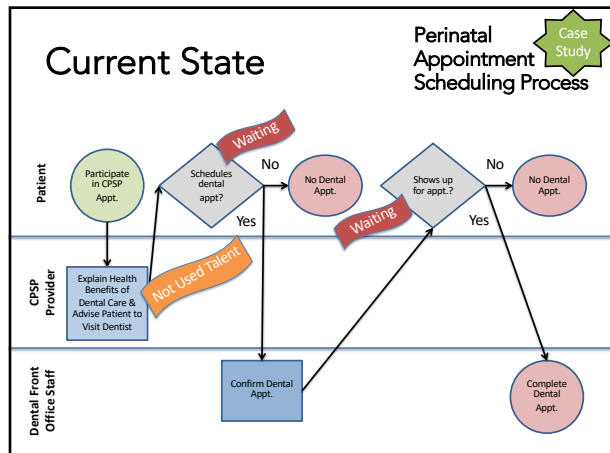 Current State
Perinatal
Appointment
Scheduling Process
Case
Study
Patient
Participate
in CPSP
Appt.
Schedules
dental
appt?
Waiting
No
No Dental
Appt.
Yes
Shows up
for appt.?
Waiting
No
No Dental
Appt.
Yes
CPSP
Provider
Explain Health
Benefits of
Dental Care &
Advise Patient to
Visit Dentist
Not Used Talent
Dental Front
Office Staff
Confirm Dental
Appt.
Complete
Dental
Appt.